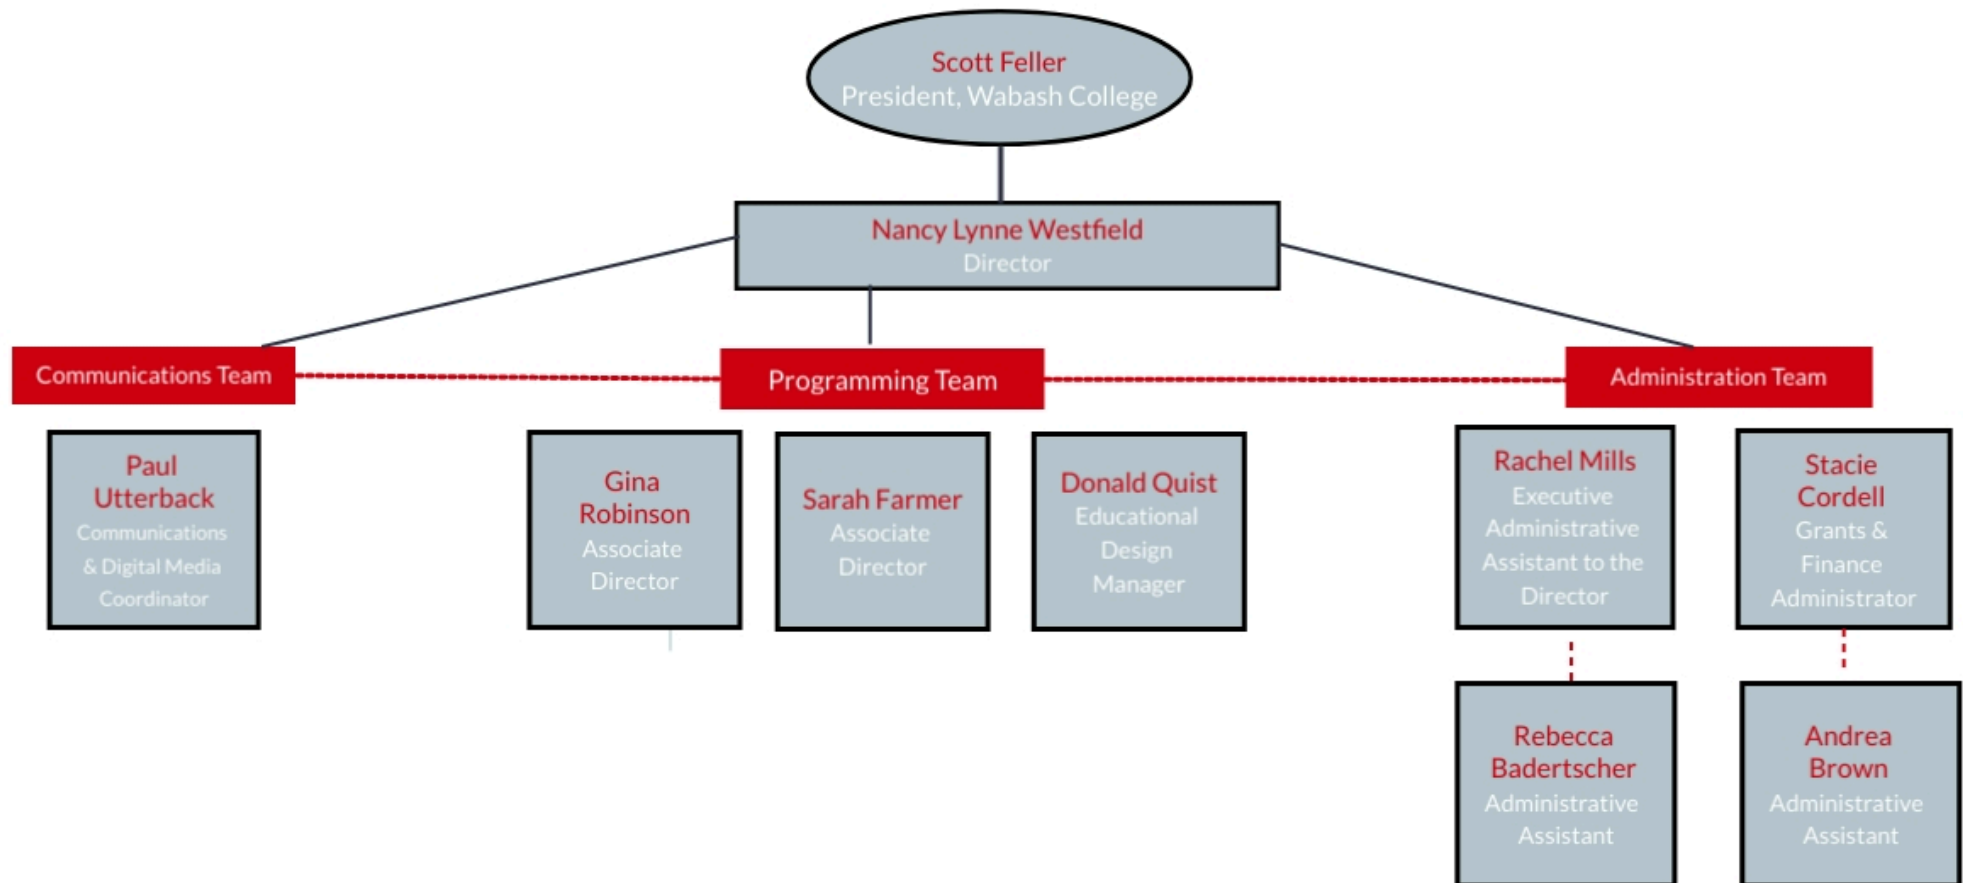 Scott Feller
President, Wabash College
Nancy Lynne Westfield
Director
Communications Team
Programming Team
Administration Team
Paul
Utterback
Communications
& Digital Media
Coordinator
Gina
Robinson
Associate
Director
Sarah Farmer
Associate
Director
Donald Quist
Educational
Design
Manager
Rachel Mills
Executive
Administrative
Assistant to the
Director
Stacie
Cordell
Grants &
Finance
Administrator
Rebecca
Badertscher
Administrative
Assistant
Andrea
Brown
Administrative
Assistant